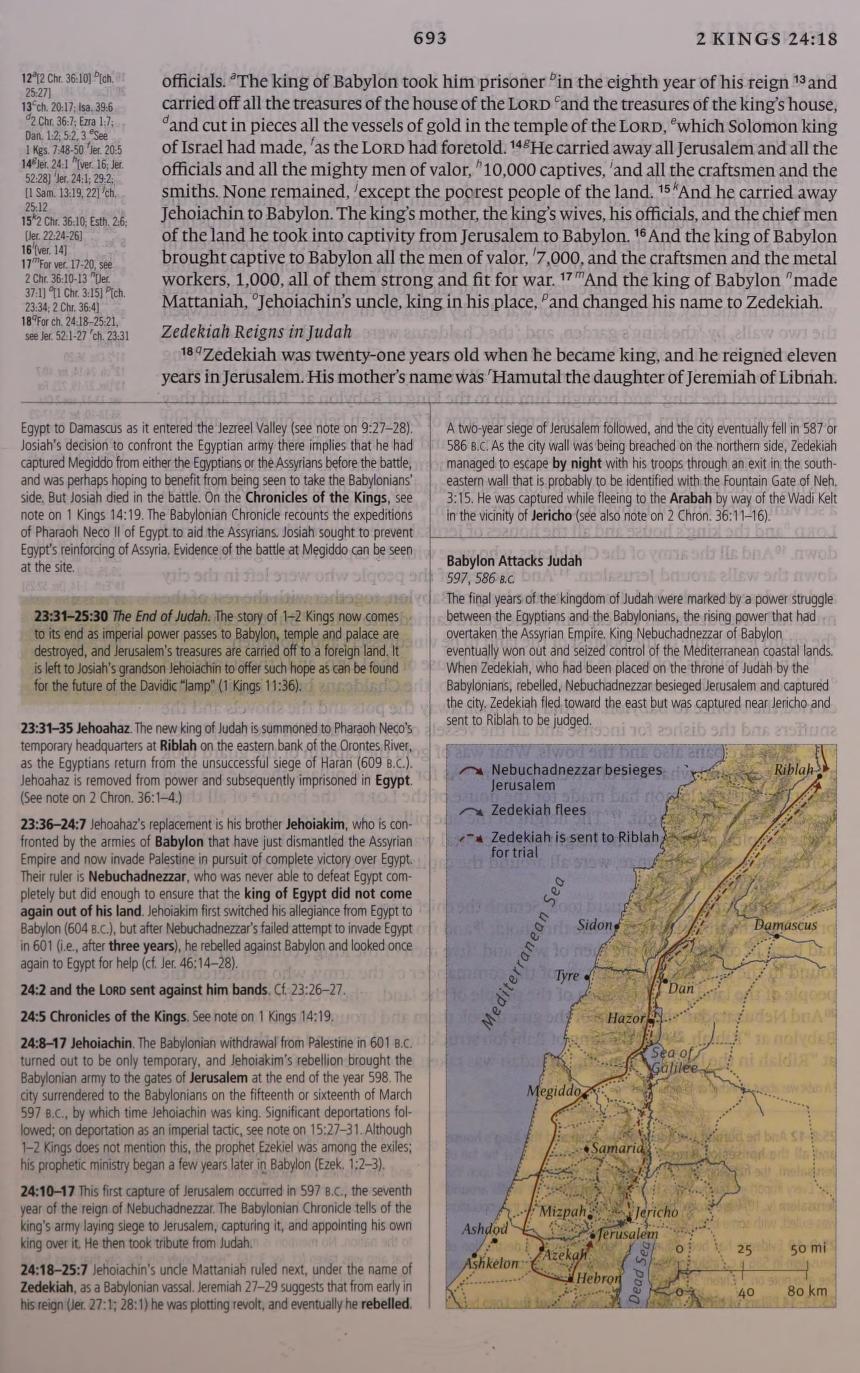 693
2 KINGS 24:18
12ᵃ[2 Chr. 36:10] ᵇ[ch.
25:27]
13ᶜch. 20:17; Isa. 39:6
ᵈ2 Chr. 36:7; Ezra 1:7;
Dan. 1:2; 5:2, 3 ᵉSee
1 Kgs. 7:48-50 ᶠJer. 20:5
14ᵍJer. 24:1 ʰ[ver. 16; Jer.
52:28] ⁱJer. 24:1; 29:2;
[1 Sam. 13:19, 22] ʲch.
25:12
15ᵏ2 Chr. 36:10; Esth. 2:6;
[Jer. 22:24-26]
16ˡ[ver. 14]
17ᵐFor ver. 17-20, see
2 Chr. 36:10-13 ⁿ[Jer.
37:1] ᵒ[1 Chr. 3:15] ᵖ[ch.
23:34; 2 Chr. 36:4]
18ᑫFor ch. 24:18–25:21,
see Jer. 52:1-27 ʳch. 23:31
officials. ᵃThe king of Babylon took him prisoner ᵇin the eighth year of his reign ¹³and
carried off all the treasures of the house of the LORD ᶜand the treasures of the king's house,
ᵈand cut in pieces all the vessels of gold in the temple of the LORD, ᵉwhich Solomon king
of Israel had made, ᶠas the LORD had foretold. ¹⁴ᵍHe carried away all Jerusalem and all the
officials and all the mighty men of valor, ʰ10,000 captives, ⁱand all the craftsmen and the
smiths. None remained, ʲexcept the poorest people of the land. ¹⁵ᵏAnd he carried away
Jehoiachin to Babylon. The king's mother, the king's wives, his officials, and the chief men
of the land he took into captivity from Jerusalem to Babylon. ¹⁶And the king of Babylon
brought captive to Babylon all the men of valor, ˡ7,000, and the craftsmen and the metal
workers, 1,000, all of them strong and fit for war. ¹⁷ᵐAnd the king of Babylon ⁿmade
Mattaniah, ᵒJehoiachin's uncle, king in his place, ᵖand changed his name to Zedekiah.
Zedekiah Reigns in Judah
¹⁸ᑫZedekiah was twenty-one years old when he became king, and he reigned eleven
years in Jerusalem. His mother's name was ʳHamutal the daughter of Jeremiah of Libnah.
Egypt to Damascus as it entered the Jezreel Valley (see note on 9:27–28).
Josiah's decision to confront the Egyptian army there implies that he had
captured Megiddo from either the Egyptians or the Assyrians before the battle,
and was perhaps hoping to benefit from being seen to take the Babylonians'
side. But Josiah died in the battle. On the Chronicles of the Kings, see
note on 1 Kings 14:19. The Babylonian Chronicle recounts the expeditions
of Pharaoh Neco II of Egypt to aid the Assyrians. Josiah sought to prevent
Egypt's reinforcing of Assyria. Evidence of the battle at Megiddo can be seen
at the site.
23:31–25:30 The End of Judah. The story of 1–2 Kings now comes
to its end as imperial power passes to Babylon, temple and palace are
destroyed, and Jerusalem's treasures are carried off to a foreign land. It
is left to Josiah's grandson Jehoiachin to offer such hope as can be found
for the future of the Davidic "lamp" (1 Kings 11:36).
23:31–35 Jehoahaz. The new king of Judah is summoned to Pharaoh Neco's
temporary headquarters at Riblah on the eastern bank of the Orontes River,
as the Egyptians return from the unsuccessful siege of Haran (609 B.C.).
Jehoahaz is removed from power and subsequently imprisoned in Egypt.
(See note on 2 Chron. 36:1–4.)
23:36–24:7 Jehoahaz's replacement is his brother Jehoiakim, who is con-
fronted by the armies of Babylon that have just dismantled the Assyrian
Empire and now invade Palestine in pursuit of complete victory over Egypt.
Their ruler is Nebuchadnezzar, who was never able to defeat Egypt com-
pletely but did enough to ensure that the king of Egypt did not come
again out of his land. Jehoiakim first switched his allegiance from Egypt to
Babylon (604 B.C.), but after Nebuchadnezzar's failed attempt to invade Egypt
in 601 (i.e., after three years), he rebelled against Babylon and looked once
again to Egypt for help (cf. Jer. 46:14–28).
24:2 and the LORD sent against him bands. Cf. 23:26–27.
24:5 Chronicles of the Kings. See note on 1 Kings 14:19.
24:8–17 Jehoiachin. The Babylonian withdrawal from Palestine in 601 B.C.
turned out to be only temporary, and Jehoiakim's rebellion brought the
Babylonian army to the gates of Jerusalem at the end of the year 598. The
city surrendered to the Babylonians on the fifteenth or sixteenth of March
597 B.C., by which time Jehoiachin was king. Significant deportations fol-
lowed; on deportation as an imperial tactic, see note on 15:27–31. Although
1–2 Kings does not mention this, the prophet Ezekiel was among the exiles;
his prophetic ministry began a few years later in Babylon (Ezek. 1:2–3).
24:10–17 This first capture of Jerusalem occurred in 597 B.C., the seventh
year of the reign of Nebuchadnezzar. The Babylonian Chronicle tells of the
king's army laying siege to Jerusalem, capturing it, and appointing his own
king over it. He then took tribute from Judah.
24:18–25:7 Jehoiachin's uncle Mattaniah ruled next, under the name of
Zedekiah, as a Babylonian vassal. Jeremiah 27–29 suggests that from early in
his reign (Jer. 27:1; 28:1) he was plotting revolt, and eventually he rebelled.
A two-year siege of Jerusalem followed, and the city eventually fell in 587 or
586 B.C. As the city wall was being breached on the northern side, Zedekiah
managed to escape by night with his troops through an exit in the south-
eastern wall that is probably to be identified with the Fountain Gate of Neh.
3:15. He was captured while fleeing to the Arabah by way of the Wadi Kelt
in the vicinity of Jericho (see also note on 2 Chron. 36:11–16).
Babylon Attacks Judah
597, 586 B.C.
The final years of the kingdom of Judah were marked by a power struggle
between the Egyptians and the Babylonians, the rising power that had
overtaken the Assyrian Empire. King Nebuchadnezzar of Babylon
eventually won out and seized control of the Mediterranean coastal lands.
When Zedekiah, who had been placed on the throne of Judah by the
Babylonians, rebelled, Nebuchadnezzar besieged Jerusalem and captured
the city. Zedekiah fled toward the east but was captured near Jericho and
sent to Riblah to be judged.
Nebuchadnezzar besieges
Jerusalem
Zedekiah flees
Zedekiah is sent to Riblah
for trial
Riblah
Mediterranean Sea
Sidon
Damascus
Tyre
Dan
Hazor
Sea of
Galilee
Megiddo
Samaria
Mizpah
Jericho
Ashdod
Jerusalem
Azekah
Ashkelon
Hebron
Dead Sea
0 25 50 mi
0 40 80 km